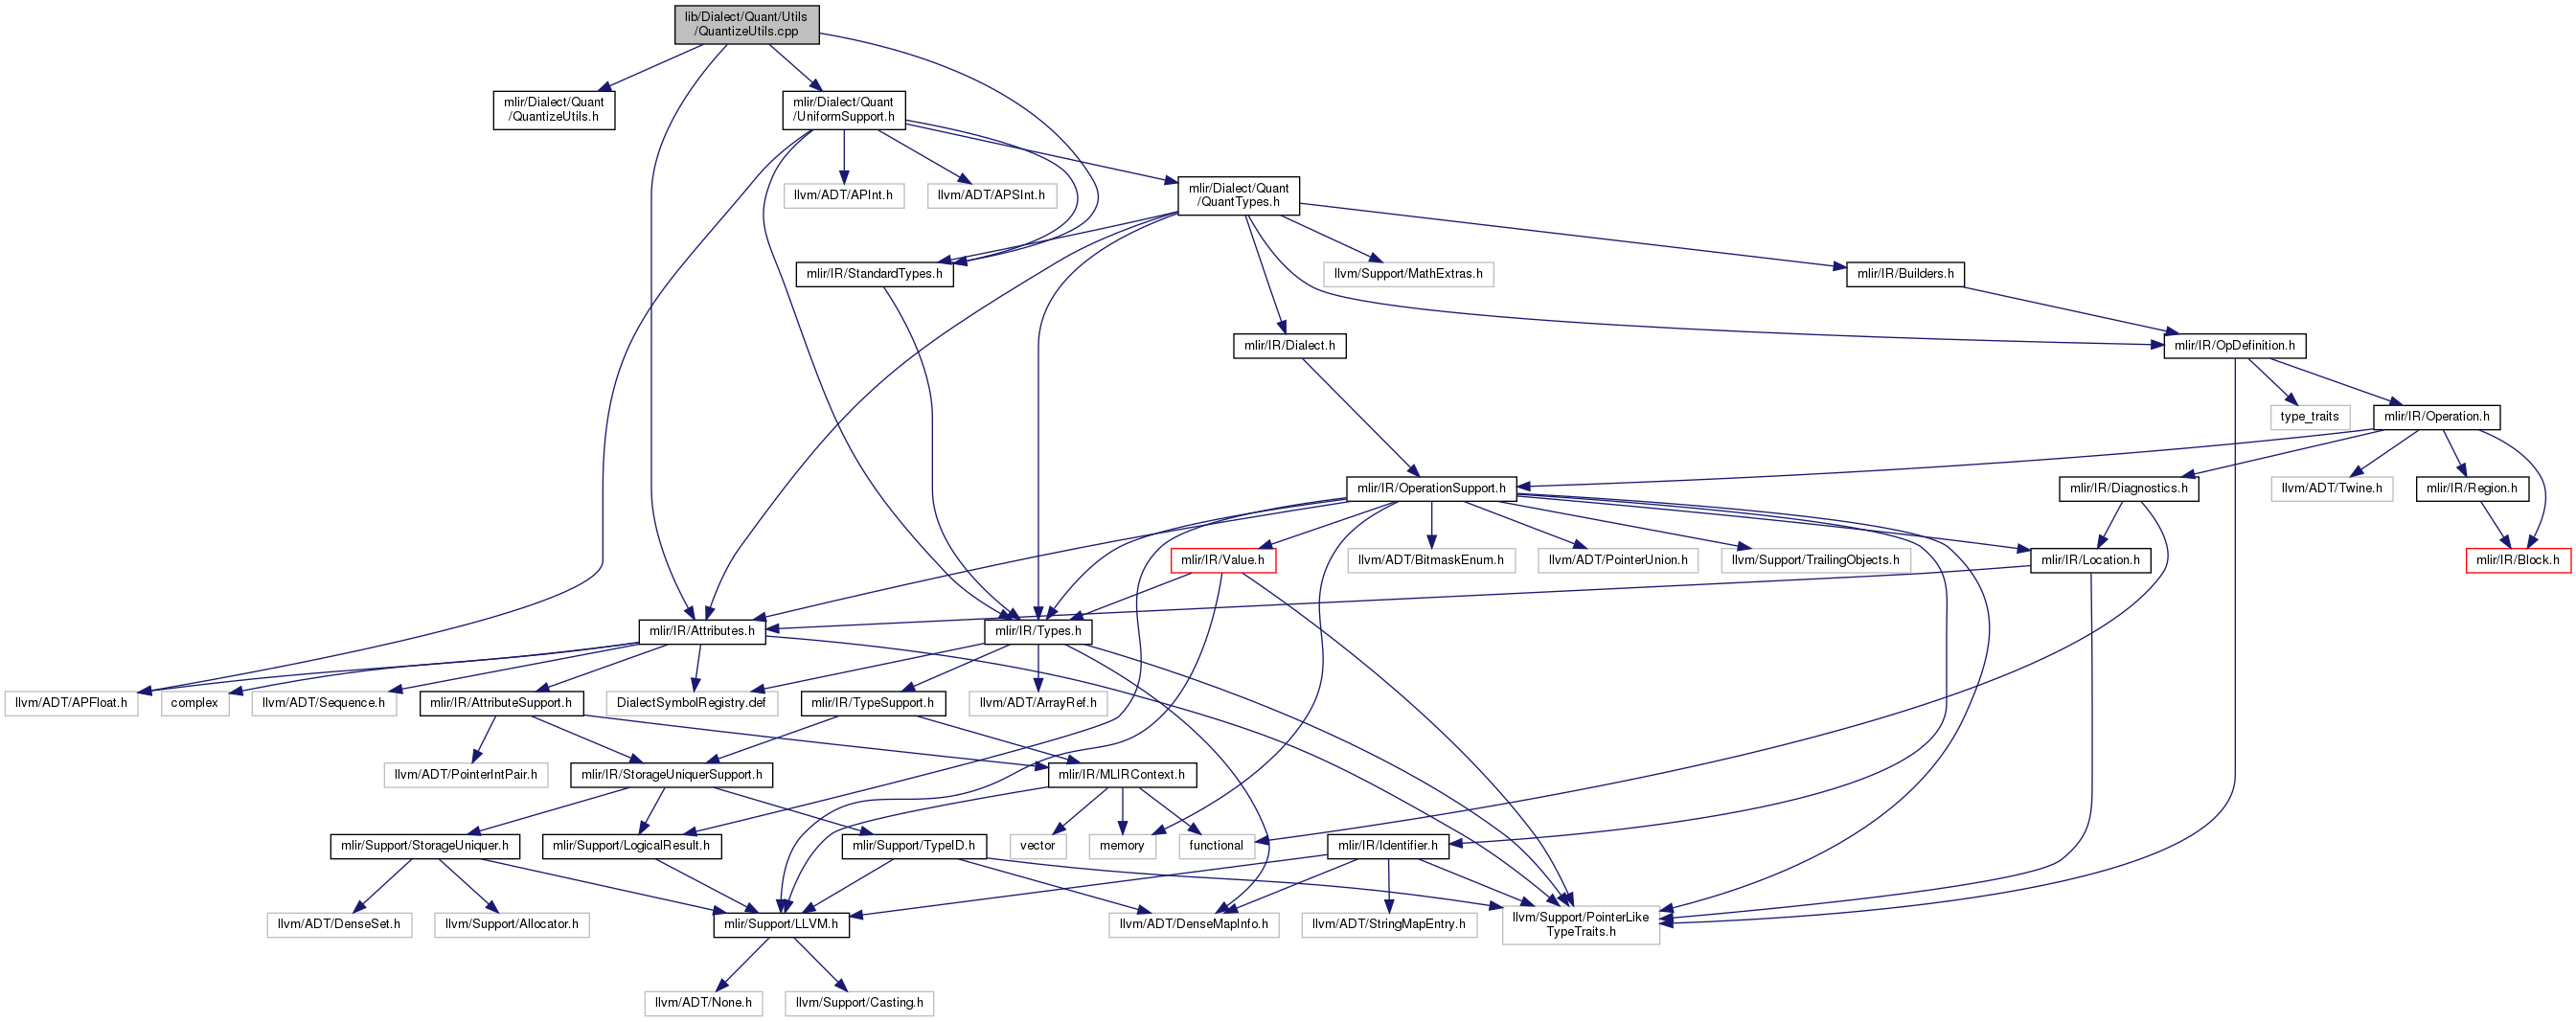 lib/Dialect/Quant/Utils
/QuantizeUtils.cpp
mlir/Dialect/Quant
/QuantizeUtils.h
mlir/Dialect/Quant
/UniformSupport.h
llvm/ADT/APInt.h
llvm/ADT/APSInt.h
mlir/Dialect/Quant
/QuantTypes.h
mlir/IR/StandardTypes.h
llvm/Support/MathExtras.h
mlir/IR/Builders.h
mlir/IR/Dialect.h
mlir/IR/OpDefinition.h
type_traits
mlir/IR/Operation.h
mlir/IR/OperationSupport.h
mlir/IR/Diagnostics.h
llvm/ADT/Twine.h
mlir/IR/Region.h
mlir/IR/Value.h
llvm/ADT/BitmaskEnum.h
llvm/ADT/PointerUnion.h
llvm/Support/TrailingObjects.h
mlir/IR/Location.h
mlir/IR/Block.h
mlir/IR/Attributes.h
mlir/IR/Types.h
llvm/ADT/APFloat.h
complex
llvm/ADT/Sequence.h
mlir/IR/AttributeSupport.h
DialectSymbolRegistry.def
mlir/IR/TypeSupport.h
llvm/ADT/ArrayRef.h
llvm/ADT/PointerIntPair.h
mlir/IR/StorageUniquerSupport.h
mlir/IR/MLIRContext.h
mlir/Support/StorageUniquer.h
mlir/Support/LogicalResult.h
mlir/Support/TypeID.h
vector
memory
functional
mlir/IR/Identifier.h
llvm/ADT/DenseSet.h
llvm/Support/Allocator.h
mlir/Support/LLVM.h
llvm/ADT/DenseMapInfo.h
llvm/ADT/StringMapEntry.h
llvm/Support/PointerLike
TypeTraits.h
llvm/ADT/None.h
llvm/Support/Casting.h